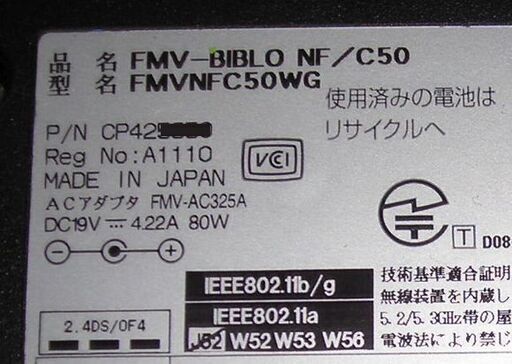 品名 FMV-BIBLO NF/C50
型名 FMVNFC50WG
使用済みの電池は
リサイクルへ
P/N CP425
Reg No:A1110
MADE IN JAPAN
ACアダプタ FMV-AC325A
DC19V 4.22A 80W
VCCI
T D08
IEEE802.11b/g
IEEE802.11a
J52 W52 W53 W56
2.4DS/OF4
技術基準適合証明
無線装置を内蔵し
5.2/5.3GHz帯の屋
電波法により禁じ